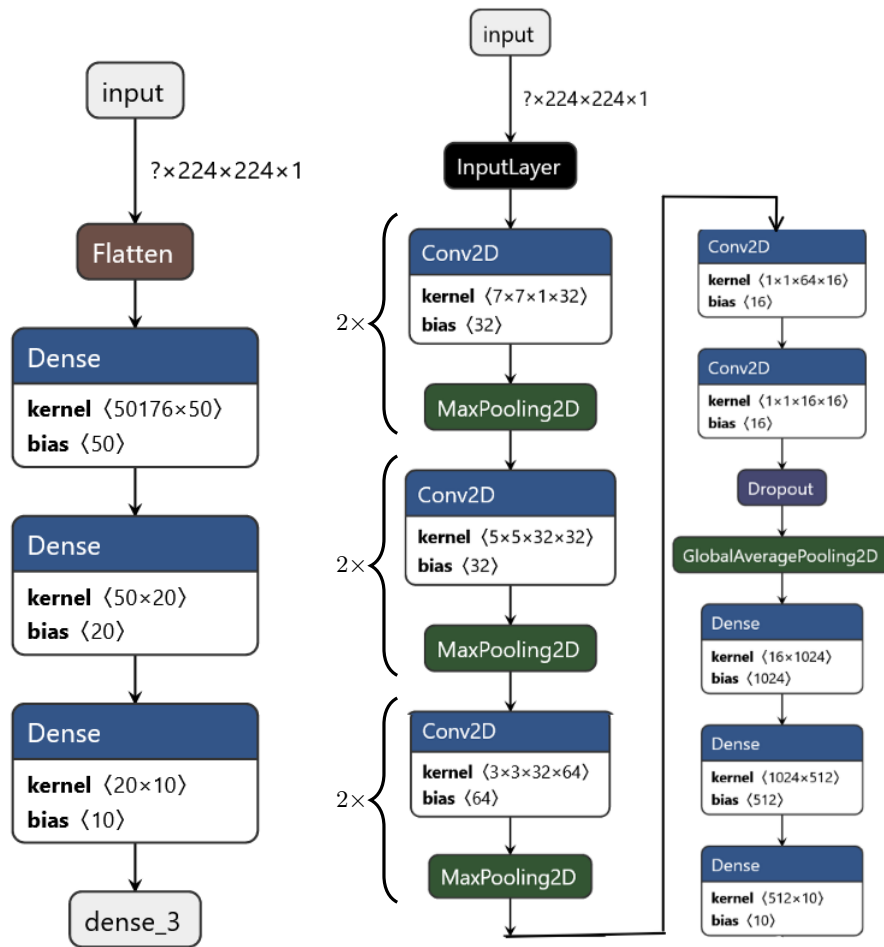 input
?×224×224×1
Flatten
Dense
kernel ⟨50176×50⟩
bias ⟨50⟩
Dense
kernel ⟨50×20⟩
bias ⟨20⟩
Dense
kernel ⟨20×10⟩
bias ⟨10⟩
dense_3
input
?×224×224×1
InputLayer
2×
Conv2D
kernel ⟨7×7×1×32⟩
bias ⟨32⟩
MaxPooling2D
2×
Conv2D
kernel ⟨5×5×32×32⟩
bias ⟨32⟩
MaxPooling2D
2×
Conv2D
kernel ⟨3×3×32×64⟩
bias ⟨64⟩
MaxPooling2D
Conv2D
kernel ⟨1×1×64×16⟩
bias ⟨16⟩
Conv2D
kernel ⟨1×1×16×16⟩
bias ⟨16⟩
Dropout
GlobalAveragePooling2D
Dense
kernel ⟨16×1024⟩
bias ⟨1024⟩
Dense
kernel ⟨1024×512⟩
bias ⟨512⟩
Dense
kernel ⟨512×10⟩
bias ⟨10⟩